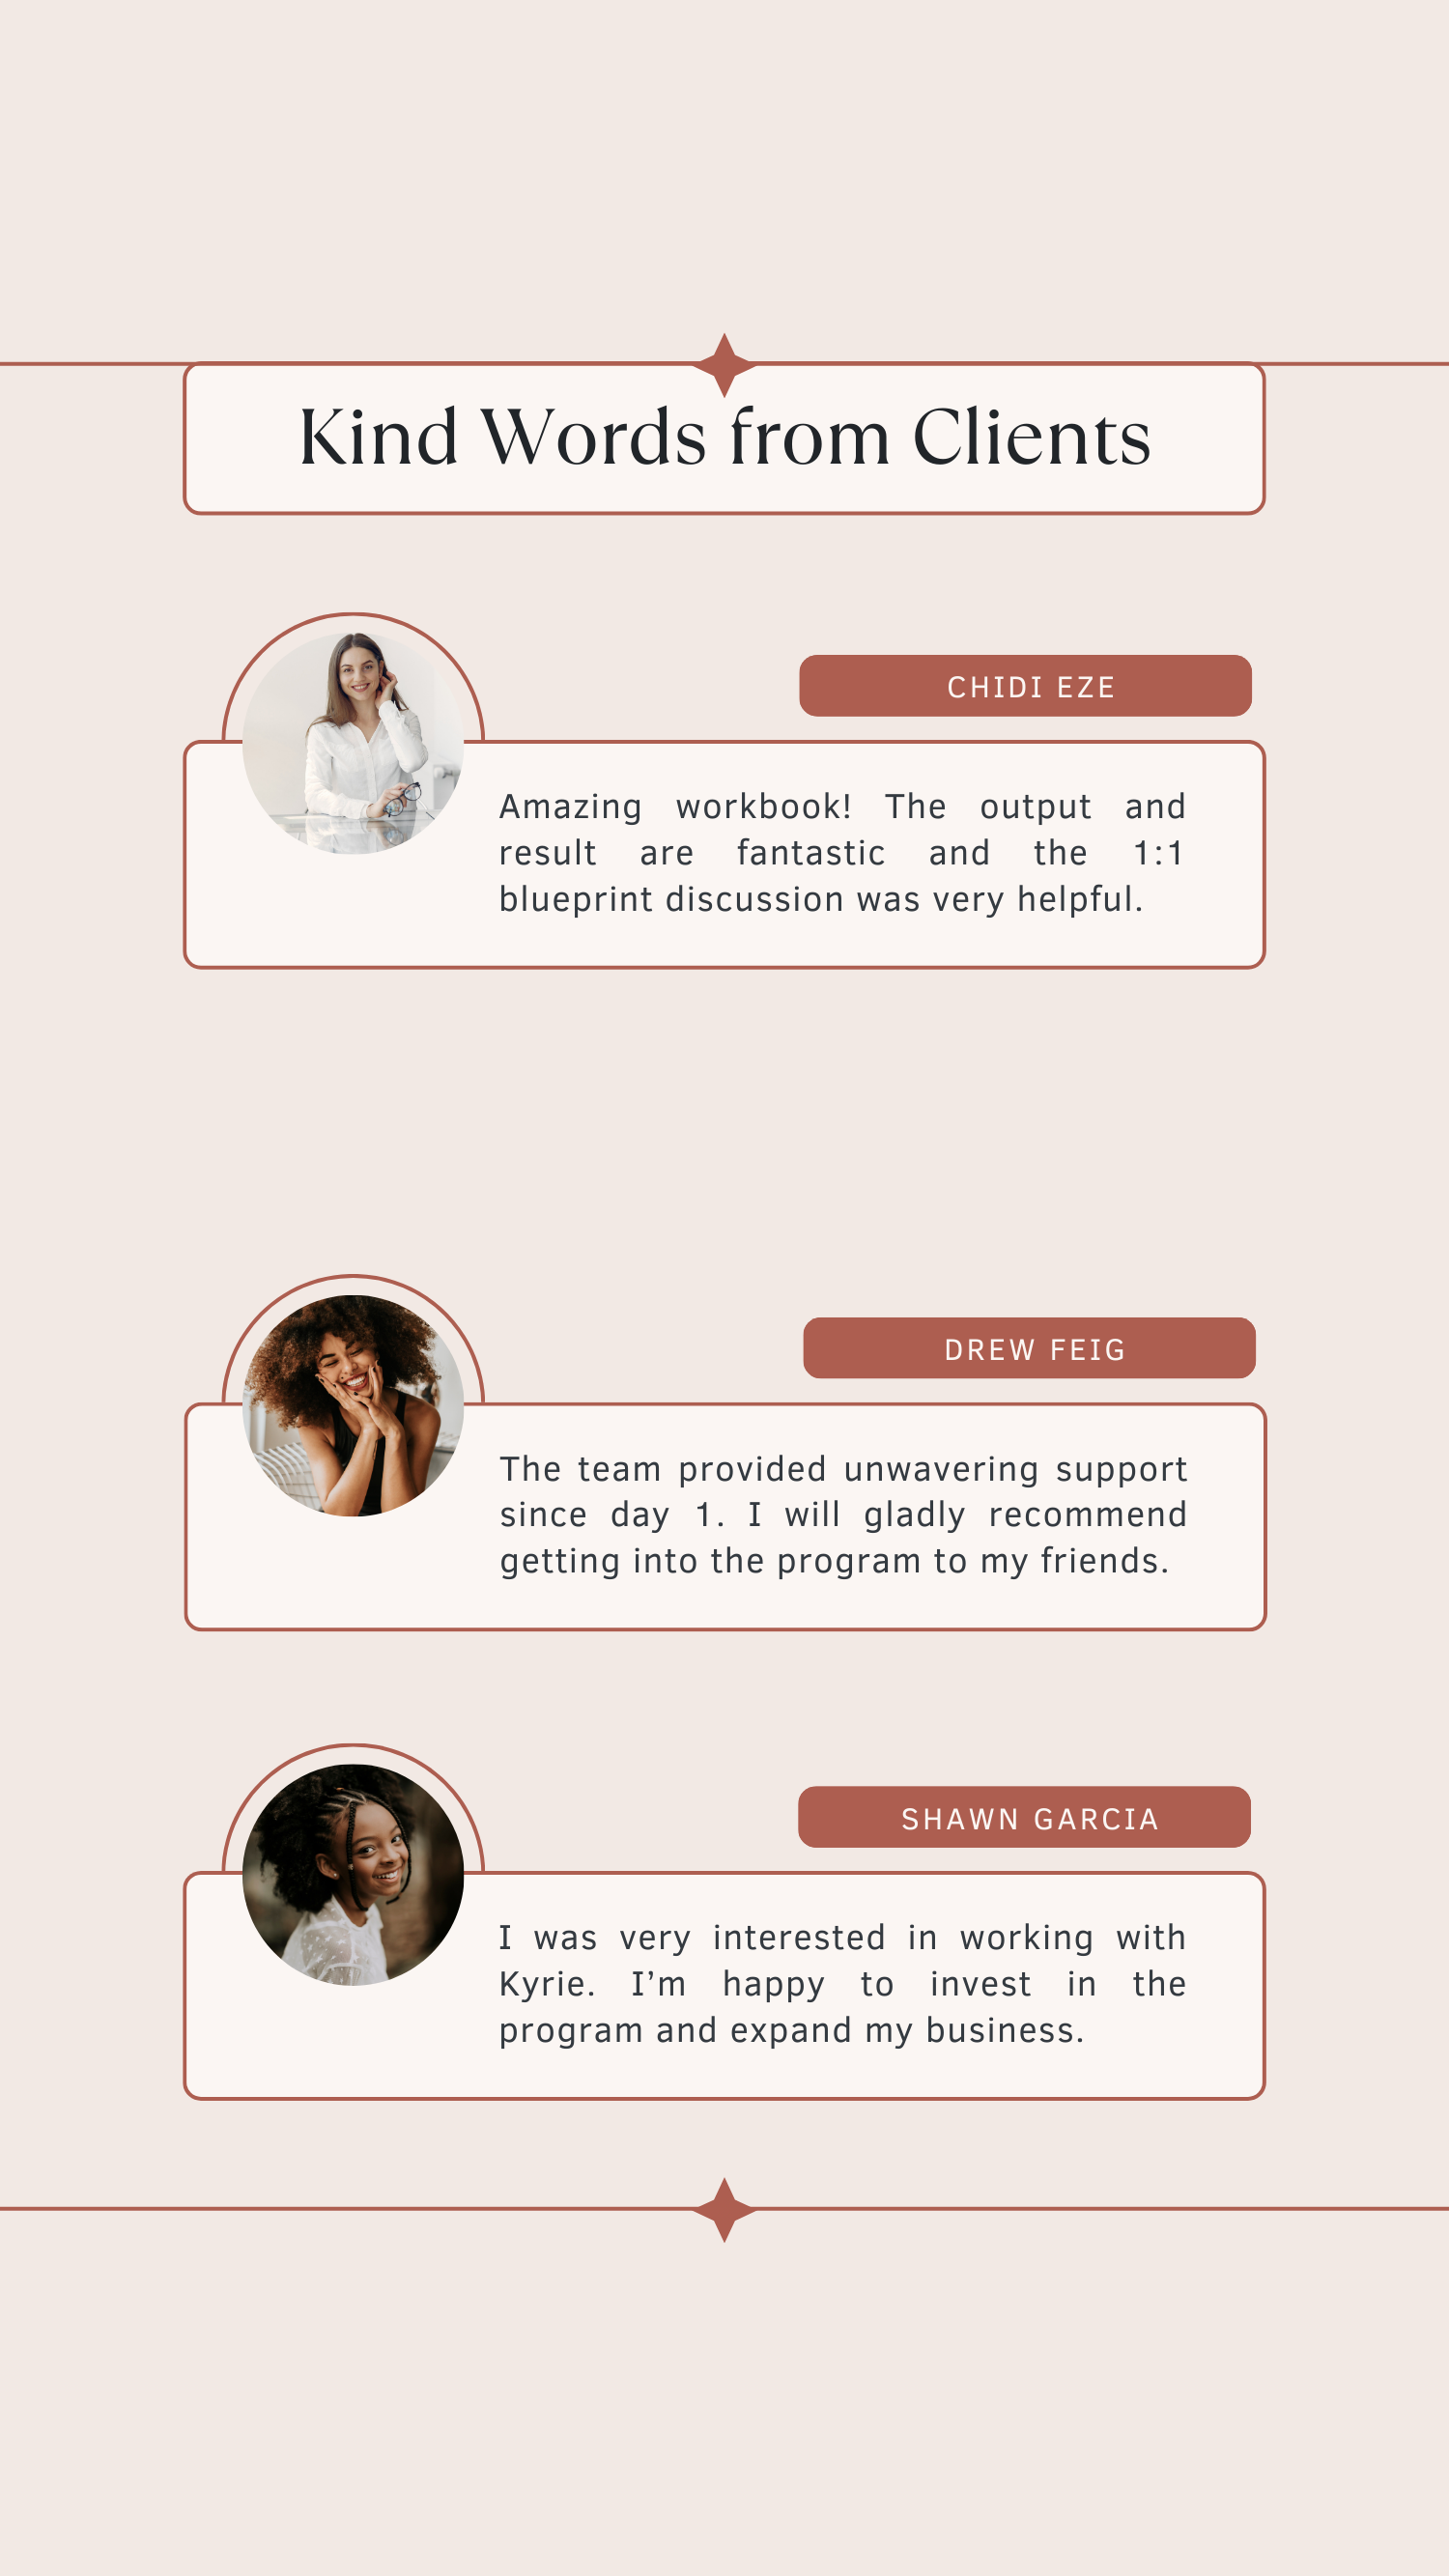 Kind Words from Clients
CHIDI EZE
Amazing workbook! The output and
result are fantastic and the 1:1
blueprint discussion was very helpful.
DREW FEIG
The team provided unwavering support
since day 1. I will gladly recommend
getting into the program to my friends.
SHAWN GARCIA
I was very interested in working with
Kyrie. I’m happy to invest in the
program and expand my business.